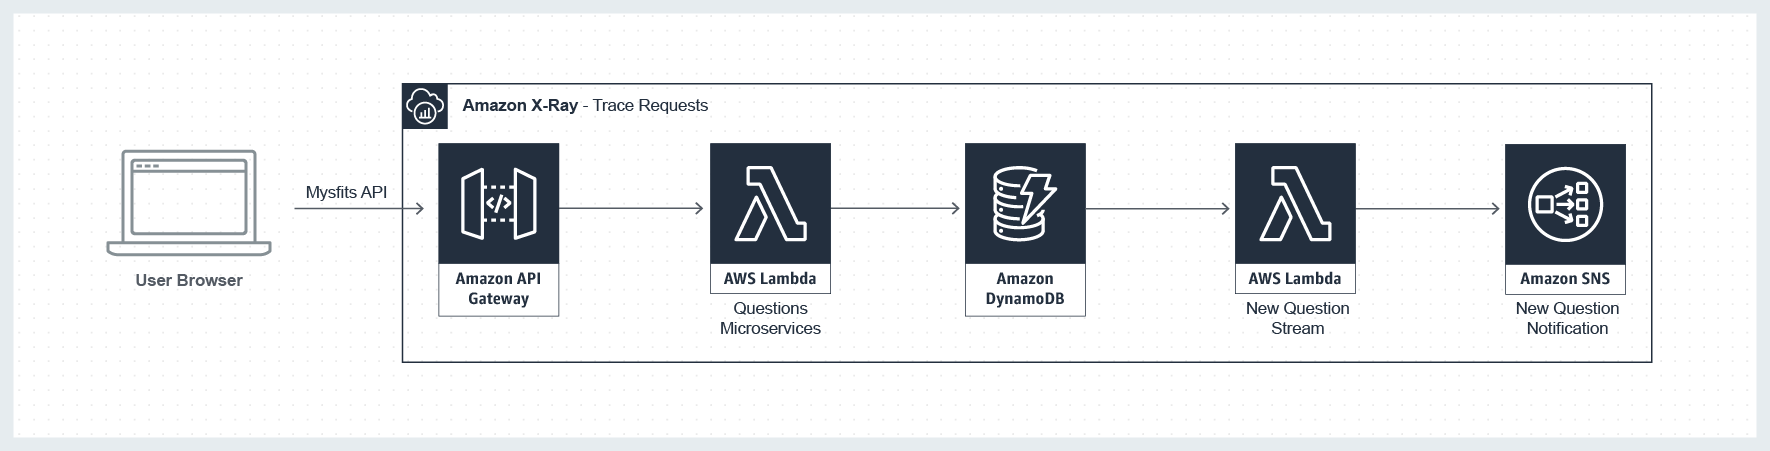 Amazon X-Ray - Trace Requests
Mysfits API
User Browser
Amazon API
Gateway
AWS Lambda
Questions
Microservices
Amazon
DynamoDB
AWS Lambda
New Question
Stream
Amazon SNS
New Question
Notification